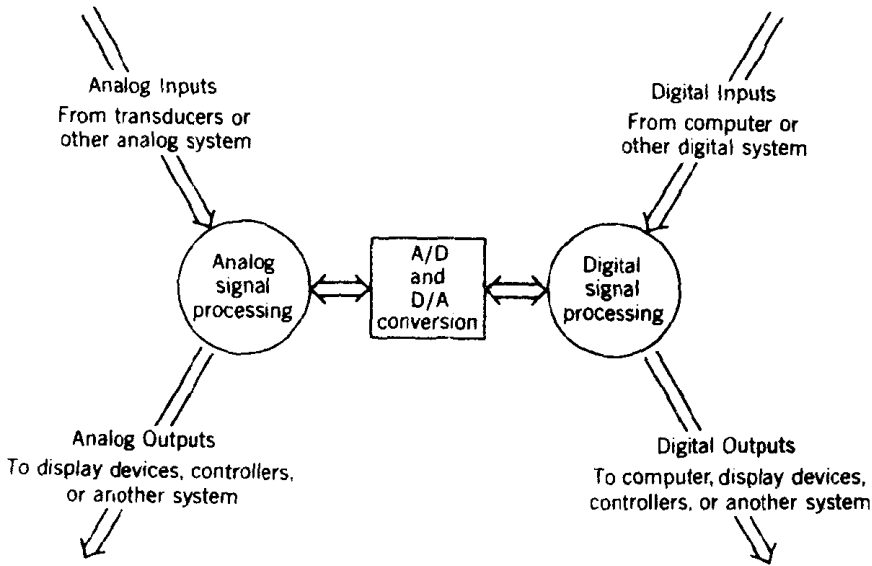 Analog Inputs
From transducers or
other analog system
Digital Inputs
From computer or
other digital system
Analog
signal
processing
A/D
and
D/A
conversion
Digital
signal
processing
Analog Outputs
To display devices, controllers,
or another system
Digital Outputs
To computer, display devices,
controllers, or another system